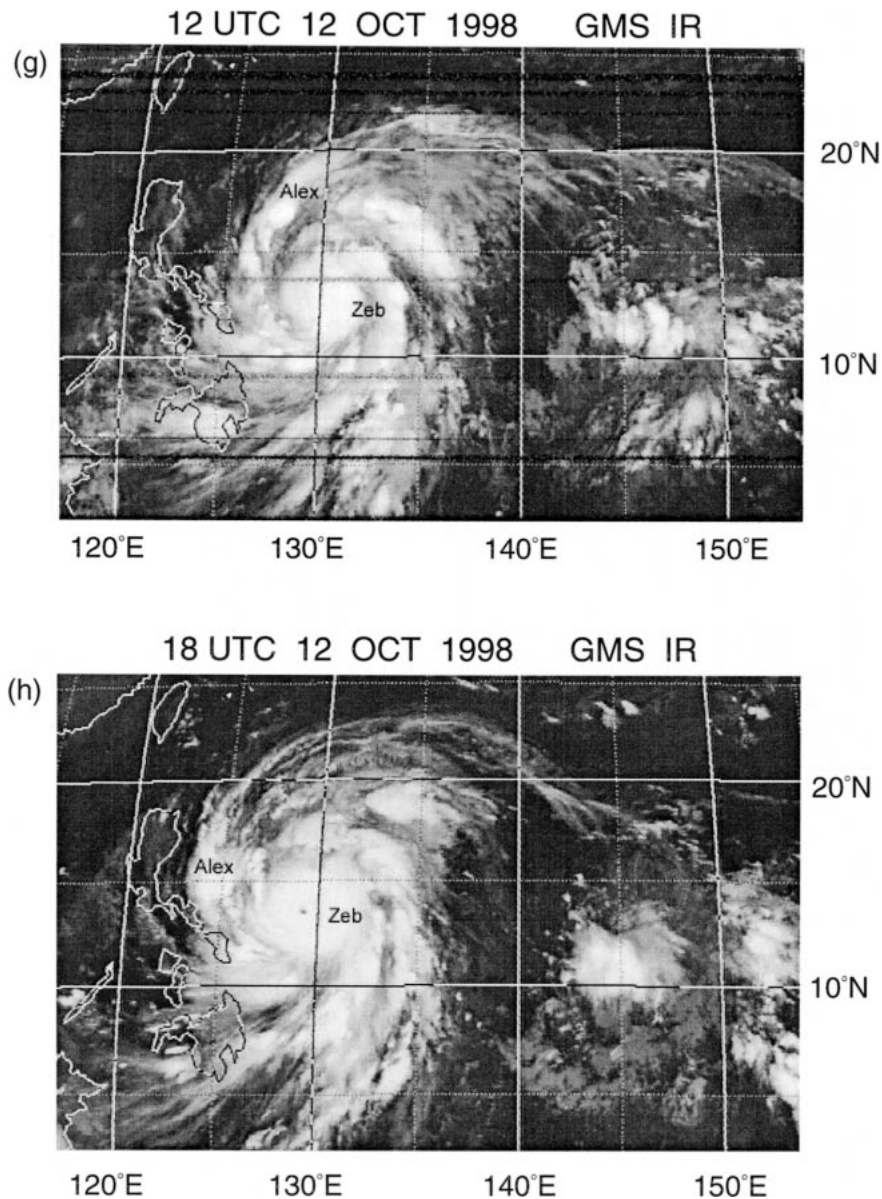 12 UTC 12 OCT 1998 GMS IR
(g)
Alex
20°N
Zeb
10°N
120°E 130°E 140°E 150°E
18 UTC 12 OCT 1998 GMS IR
(h)
20°N
Alex
Zeb
10°N
120°E 130°E 140°E 150°E